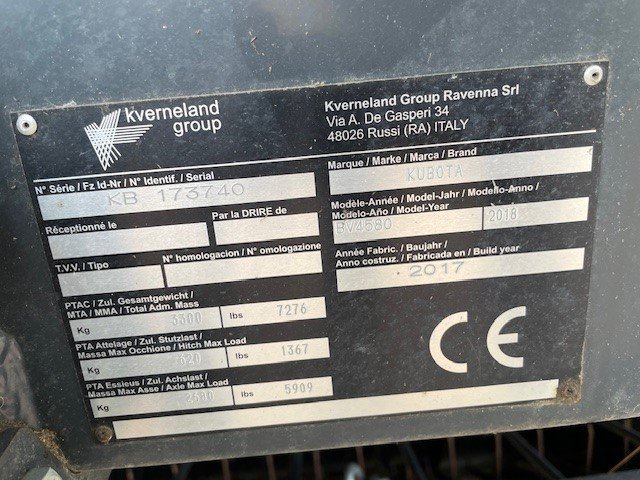 kverneland
group
Kverneland Group Ravenna Srl
Via A. De Gasperi 34
48026 Russi (RA) ITALY
N° Série / Fz Id-Nr / N° Identif. / Serial
KB 173740
Marque / Marke / Marca / Brand
KUBOTA
Réceptionné le
Par la DRIRE de
Modèle-Année / Model-Jahr / Modello-Anno /
Modelo-Año / Model-Year
BV4580 2018
T.V.V. / Tipo
N° homologacion / N° omologazione
Année Fabric. / Baujahr /
Anno costruz. / Fabricada en / Build year
2017
PTAC / Zul. Gesamtgewicht /
MTA / MMA / Total Adm. Mass
Kg 3300 lbs 7276
PTA Attelage / Zul. Stutzlast /
Massa Max Occhione / Hitch Max Load
Kg 620 lbs 1367
PTA Essieus / Zul. Achslast /
Massa Max Asse / Axle Max Load
Kg 2680 lbs 5909
CE